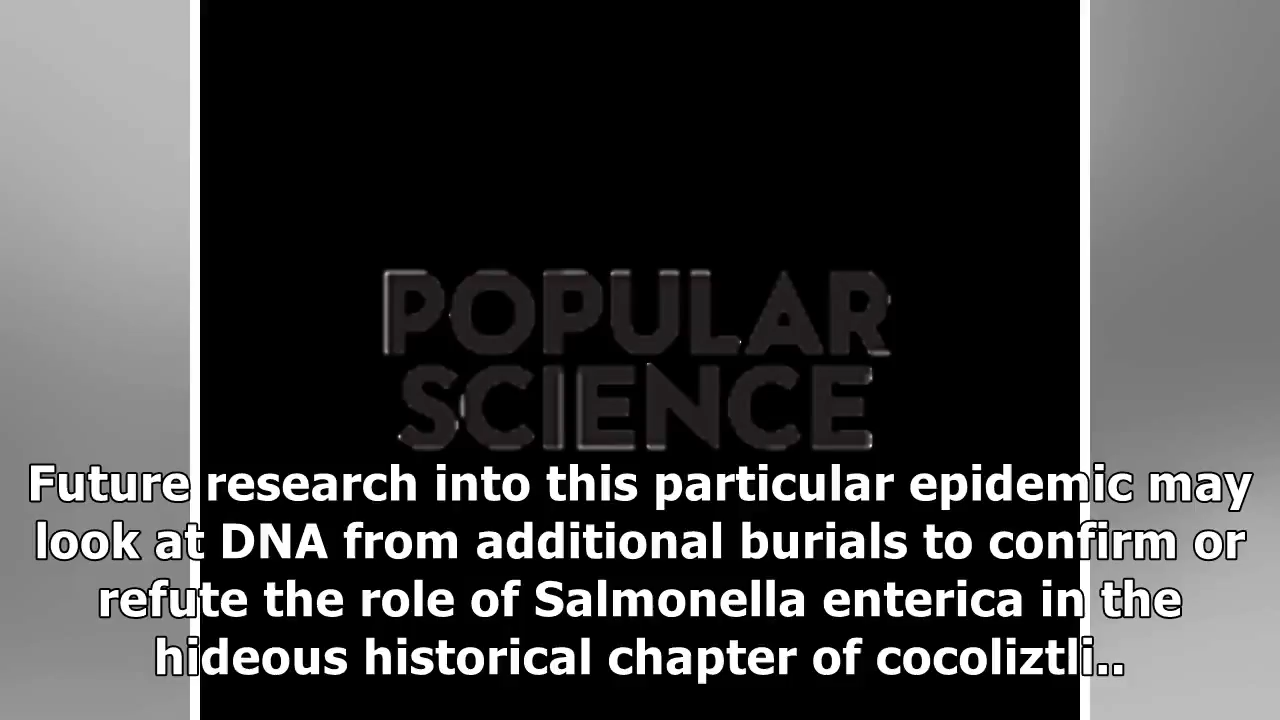 POPULAR
SCIENCE
Future research into this particular epidemic may
look at DNA from additional burials to confirm or
refute the role of Salmonella enterica in the
hideous historical chapter of cocoliztli..